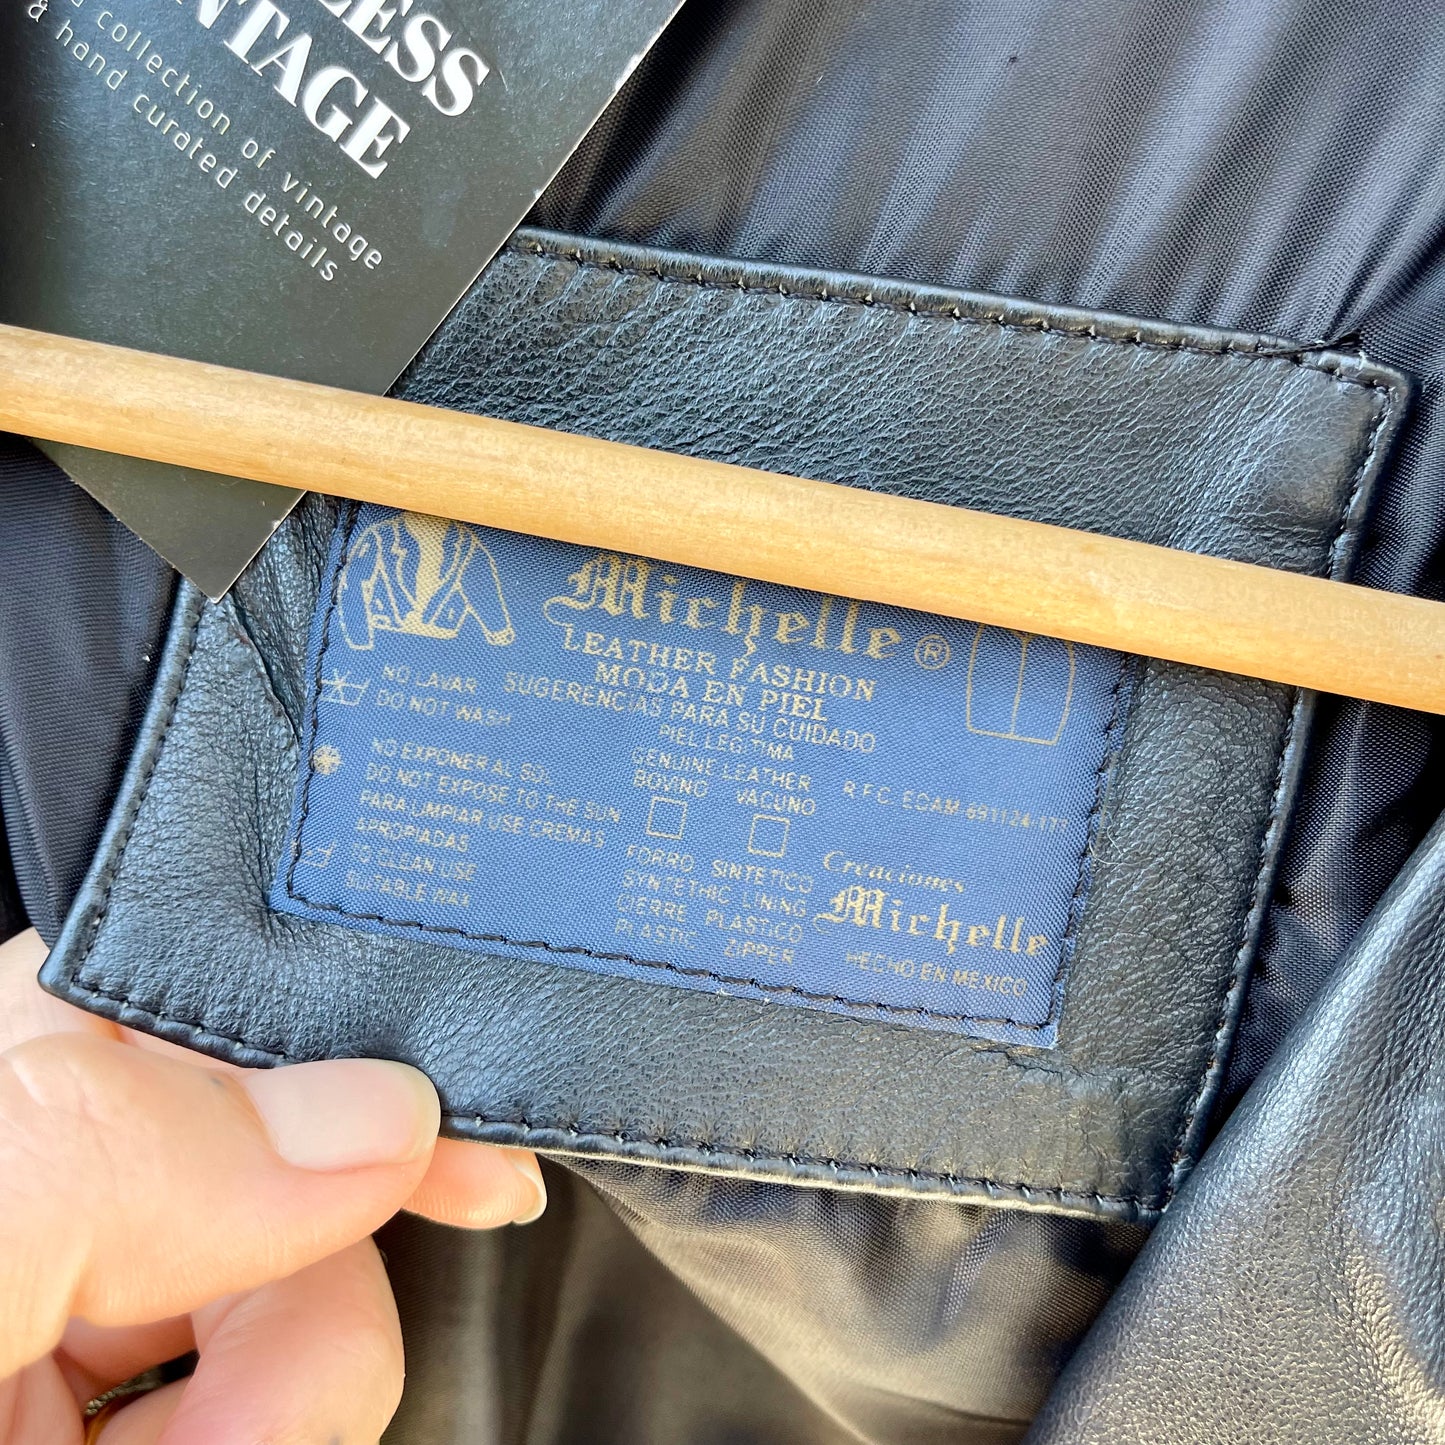 LESS
NTAGE
collection of vintage
& hand curated details
Michelle®
LEATHER FASHION
MODA EN PIEL
SUGERENCIAS PARA SU CUIDADO
NO LAVAR
DO NOT WASH
NO EXPONER AL SOL
DO NOT EXPOSE TO THE SUN
PARA LIMPIAR USE CREMAS
APROPIADAS
TO CLEAN USE
SUITABLE WAX
PIEL LEGITIMA
GENUINE LEATHER
BOVINO VACUNO
FORRO SINTETICO
SYNTETHIC LINING
CIERRE PLASTICO
PLASTIC ZIPPER
R.F.C. ECAM
Creaciones
Michelle
HECHO EN MEXICO